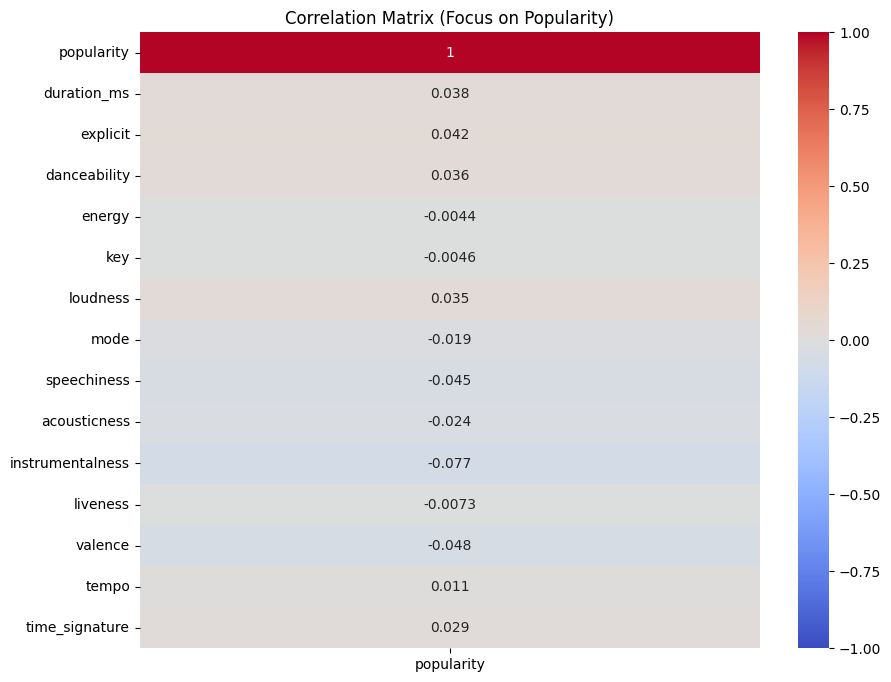 Correlation Matrix (Focus on Popularity)
popularity 1
duration_ms 0.038
explicit 0.042
danceability 0.036
energy -0.0044
key -0.0046
loudness 0.035
mode -0.019
speechiness -0.045
acousticness -0.024
instrumentalness -0.077
liveness -0.0073
valence -0.048
tempo 0.011
time_signature 0.029
popularity
1.00
0.75
0.50
0.25
0.00
−0.25
−0.50
−0.75
−1.00